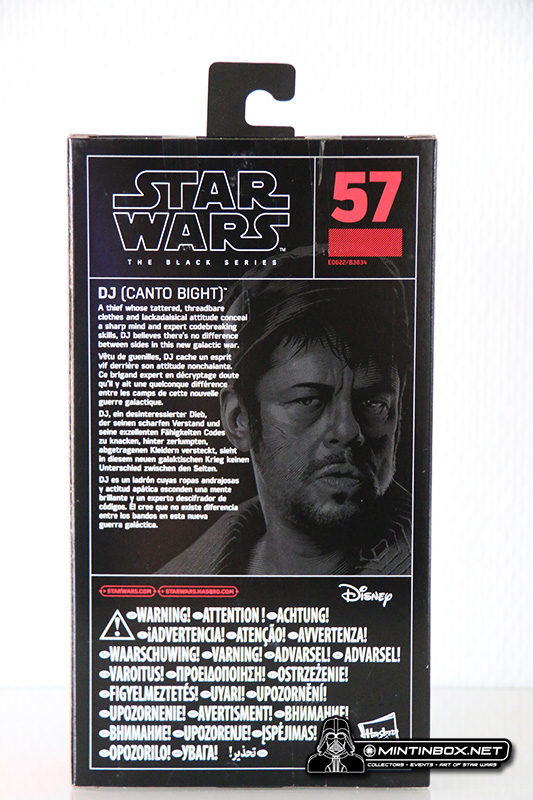 STAR
WARS™
THE BLACK SERIES
57
E0622/B3834
DJ (CANTO BIGHT)™
A thief whose tattered, threadbare
clothes and lackadaisical attitude conceal
a sharp mind and expert codebreaking
skills, DJ believes there's no difference
between sides in this new galactic war.
Vêtu de guenilles, DJ cache un esprit
vif derrière son attitude nonchalante.
Ce brigand expert en décryptage doute
qu'il y ait une quelconque différence
entre les camps de cette nouvelle
guerre galactique.
DJ, ein desinteressierter Dieb,
der seinen scharfen Verstand und
seine exzellenten Fähigkeiten Codes
zu knacken, hinter zerlumpten,
abgetragenen Kleidern versteckt, sieht
in diesem neuen galaktischen Krieg keinen
Unterschied zwischen den Seiten.
DJ es un ladrón cuyas ropas andrajosas
y actitud apática esconden una mente
brillante y un experto descifrador de
códigos. Él cree que no existe diferencia
entre los bandos en esta nueva
guerra galáctica.
STARWARS.COM STARWARS.HASBRO.COM
Disney
WARNING! ATTENTION ! ACHTUNG!
¡ADVERTENCIA! ATENÇÃO! AVVERTENZA!
WAARSCHUWING! VARNING! ADVARSEL! ADVARSEL!
VAROITUS! ΠΡΟΕΙΔΟΠΟΙΗΣΗ! OSTRZEŻENIE!
FIGYELMEZTETÉS! UYARI! UPOZORNĚNÍ!
UPOZORNENIE! AVERTISMENT! ВНИМАНИЕ!
ВНИМАНИЕ! UPOZORENJE! ĮSPĖJIMAS!
OPOZORILO! УВАГА! تحذير!
Hasbro
MINTINBOX.NET
COLLECTORS - EVENTS - ART OF STAR WARS